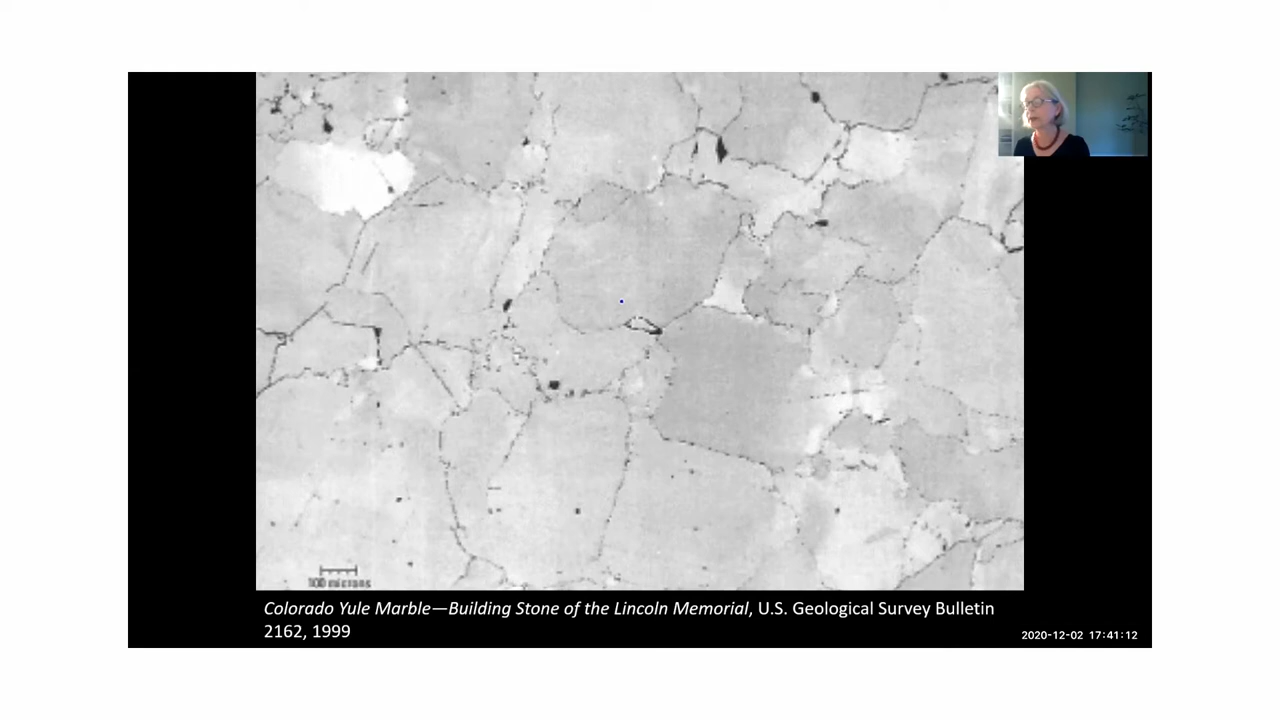 100 microns
Colorado Yule Marble—Building Stone of the Lincoln Memorial, U.S. Geological Survey Bulletin
2162, 1999
2020-12-02 17:41:12